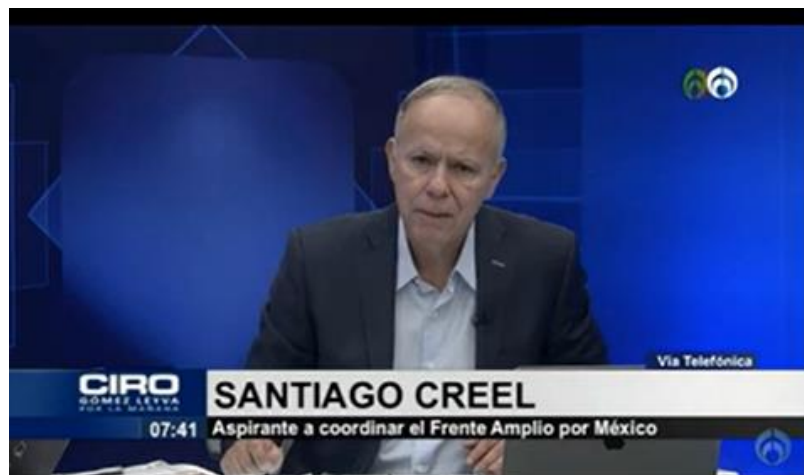 Vía Telefónica
CIRO
GÓMEZ LEYVA
POR LA MAÑANA
SANTIAGO CREEL
07:41
Aspirante a coordinar el Frente Amplio por México